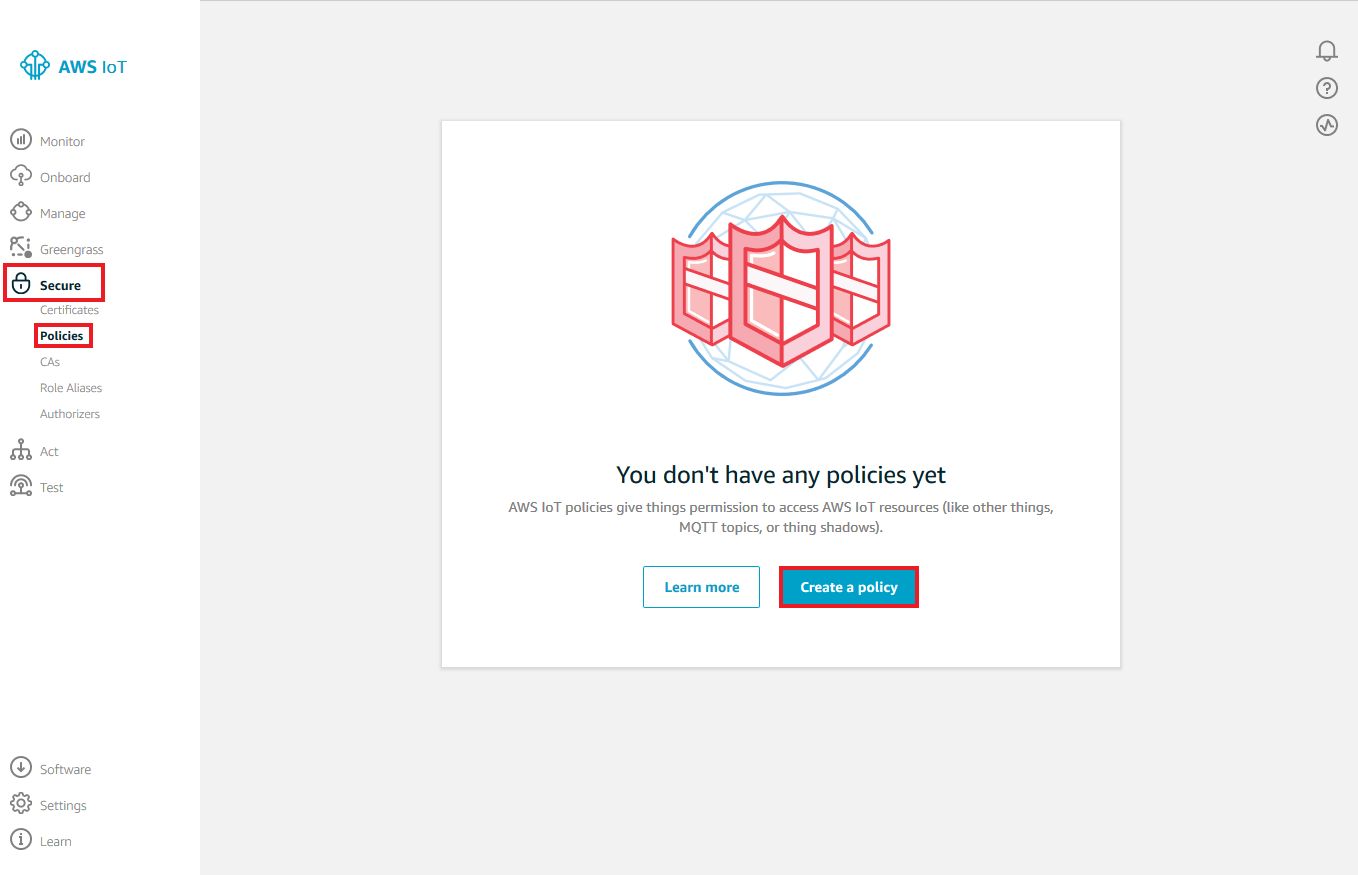 AWS IoT
Monitor
Onboard
Manage
Greengrass
Secure
Certificates
Policies
CAs
Role Aliases
Authorizers
Act
Test
Software
Settings
Learn
You don't have any policies yet
AWS IoT policies give things permission to access AWS IoT resources (like other things,
MQTT topics, or thing shadows).
Learn more
Create a policy